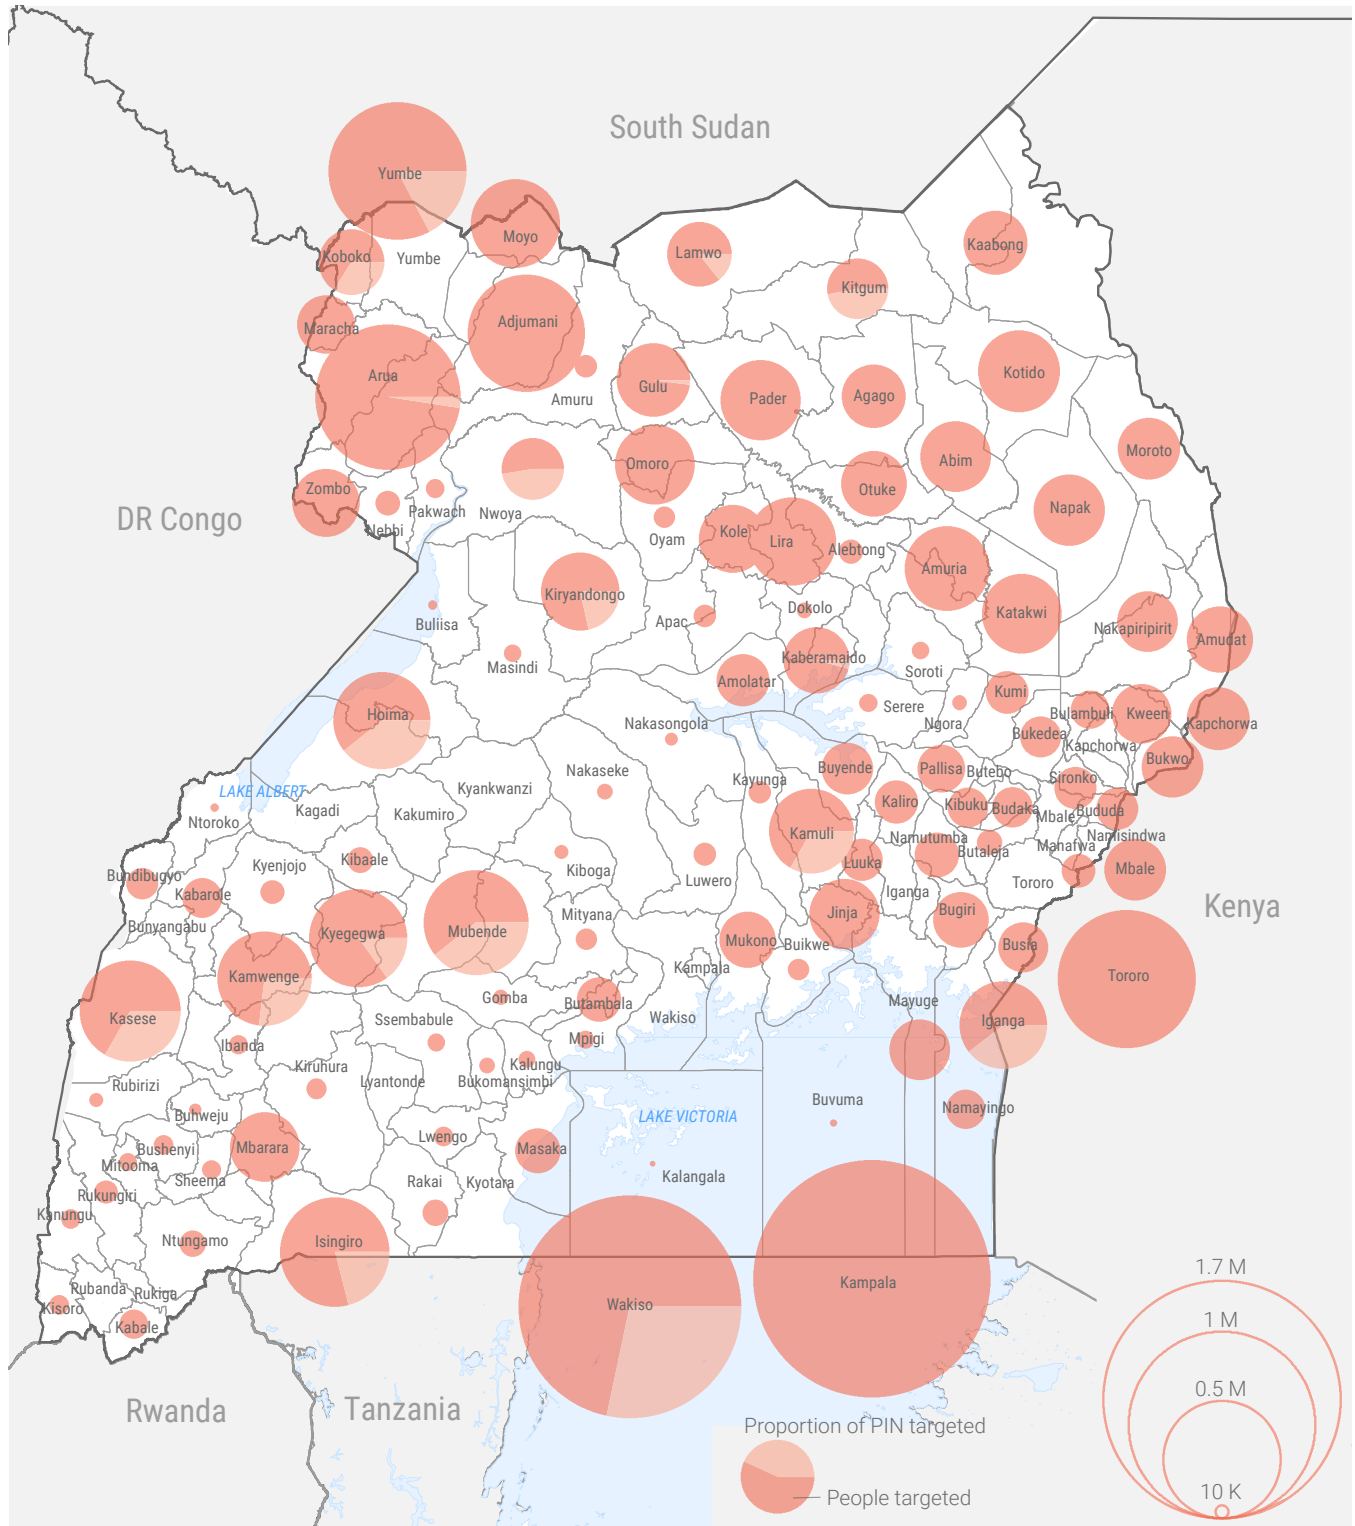 South Sudan
Yumbe
Moyo
Koboko
Yumbe
Lamwo
Kaabong
Kitgum
Maracha
Adjumani
Arua
Amuru
Gulu
Pader
Agago
Kotido
Moroto
Abim
Omoro
Otuke
Napak
Zombo
Nebbi
Pakwach
Nwoya
DR Congo
Oyam
Kole
Lira
Alebtong
Amuria
Katakwi
Kiryandongo
Buliisa
Apac
Dokolo
Nakapiripirit
Amudat
Masindi
Kaberamaido
Soroti
Amolatar
Kumi
Hoima
Nakasongola
Serere
Ngora
Bulambuli
Kween
Kapchorwa
Bukedea
Kapchorwa
Bukwo
Buyende
Pallisa
Butebo
Sironko
Nakaseke
Kayunga
LAKE ALBERT
Kyankwanzi
Kagadi
Kakumiro
Ntoroko
Kaliro
Kibuku
Budaka
Mbale
Bududa
Kamuli
Namutumba
Butaleja
Manafwa
Namisindwa
Luuka
Tororo
Mbale
Kibaale
Kyenjojo
Bundibugyo
Kabarole
Kiboga
Luwero
Iganga
Kenya
Bunyangabu
Mityana
Jinja
Bugiri
Kyegegwa
Mubende
Mukono
Buikwe
Busia
Kampala
Tororo
Kamwenge
Gomba
Butambala
Mayuge
Kasese
Ssembabule
Wakiso
Iganga
Ibanda
Mpigi
Kiruhura
Kalungu
Lyantonde
Bukomansimbi
Rubirizi
Buvuma
Namayingo
LAKE VICTORIA
Buhweju
Lwengo
Bushenyi
Mbarara
Masaka
Mitooma
Sheema
Kalangala
Rakai
Kyotara
Rukungiri
Kanungu
Ntungamo
Isingiro
Kampala
Rubanda
Rukiga
Kisoro
Kabale
Wakiso
Rwanda
Tanzania
Proportion of PIN targeted
People targeted
1.7 M
1 M
0.5 M
10 K